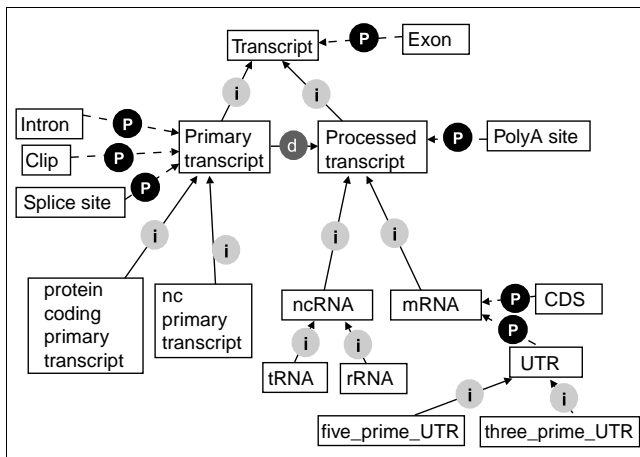 Transcript
P
Exon
i
i
Intron
P
Clip
P
Splice site
P
Primary
transcript
d
Processed
transcript
P
PolyA site
i
i
i
i
protein
coding
primary
transcript
nc
primary
transcript
ncRNA
mRNA
P
CDS
P
i
i
tRNA
rRNA
UTR
i
i
five_prime_UTR
three_prime_UTR